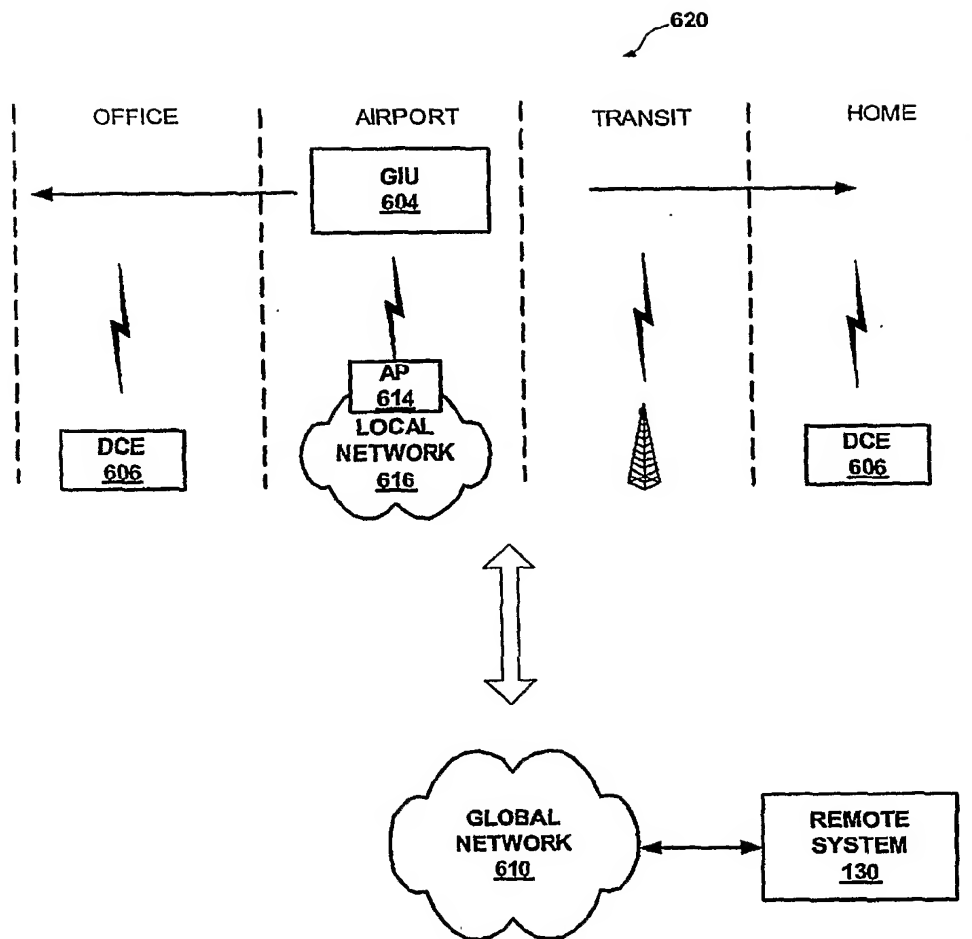 620
OFFICE
AIRPORT
TRANSIT
HOME
GIU
604
AP
614
LOCAL
NETWORK
616
DCE
606
DCE
606
GLOBAL
NETWORK
610
REMOTE
SYSTEM
130